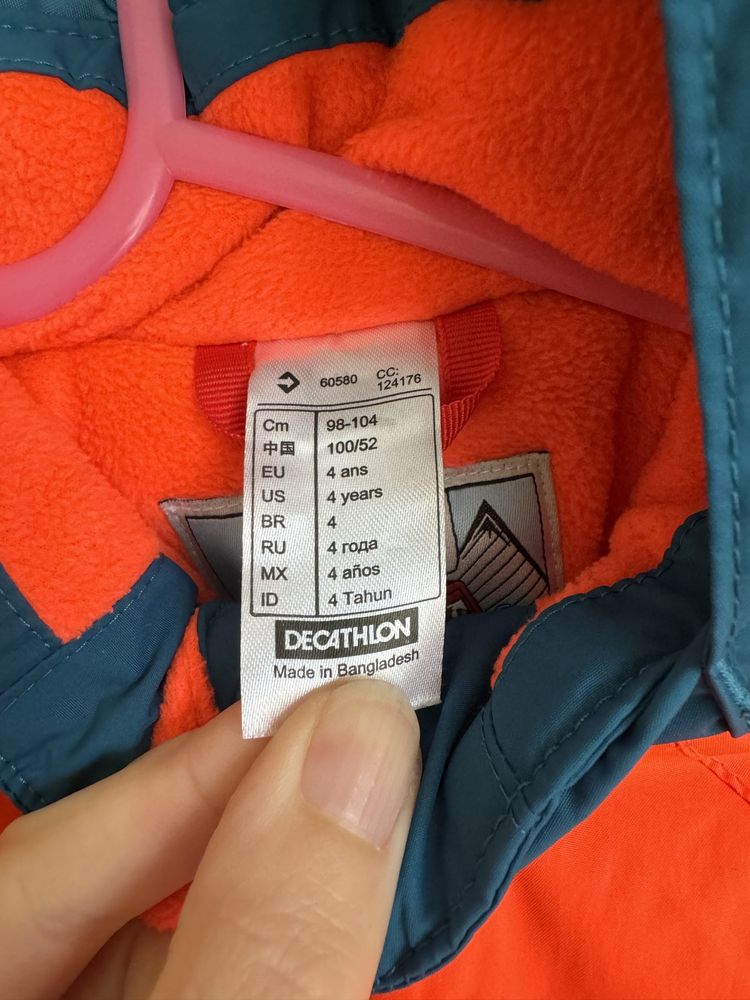 60580 CC: 124176
Cm 98-104
中国 100/52
EU 4 ans
US 4 years
BR 4
RU 4 года
MX 4 años
ID 4 Tahun
DECATHLON
Made in Bangladesh